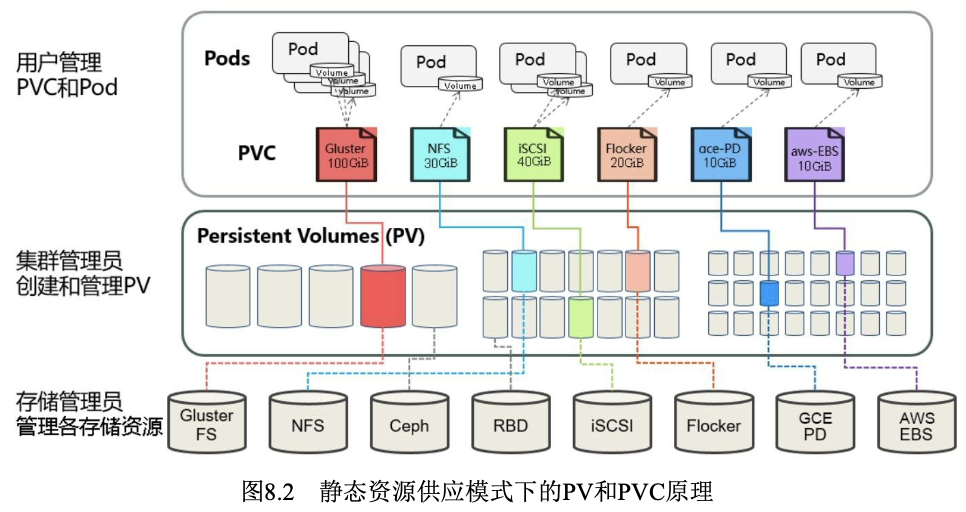 用户管理
PVC和Pod
Pods
Pod
Volume
Volume
Volume
Pod
Volume
Pod
Volume
Volume
Pod
Volume
Pod
Volume
Pod
Volume
PVC
Gluster
100GiB
NFS
30GiB
iSCSI
40GiB
Flocker
20GiB
gce-PD
10GiB
aws-EBS
10GiB
集群管理员
创建和管理PV
Persistent Volumes (PV)
存储管理员
管理各存储资源
Gluster
FS
NFS
Ceph
RBD
iSCSI
Flocker
GCE
PD
AWS
EBS
图8.2 静态资源供应模式下的PV和PVC原理